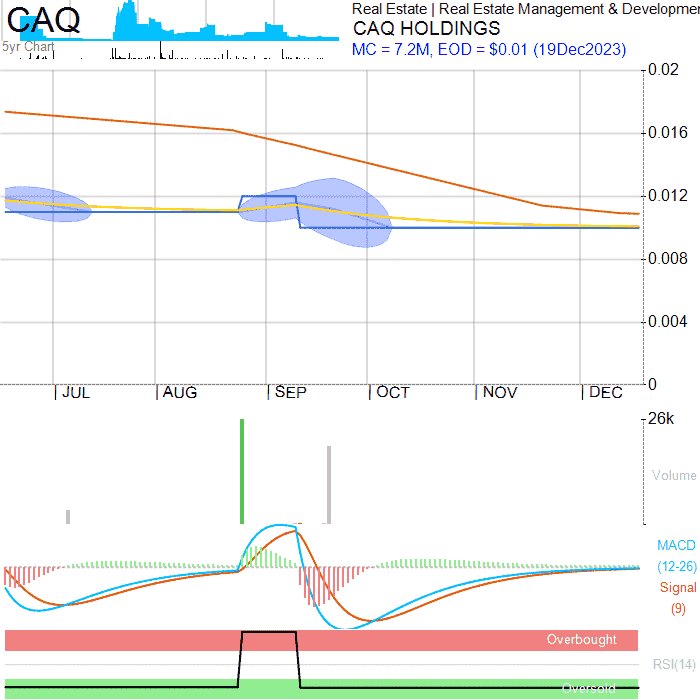 CAQ
5yr Chart
Real Estate | Real Estate Management & Developmen
CAQ HOLDINGS
MC = 7.2M, EOD = $0.01 (19Dec2023)
0.02
0.016
0.012
0.008
0.004
0
JUL AUG SEP OCT NOV DEC
26k
Volume
MACD
(12-26)
Signal
(9)
Overbought
RSI(14)
Oversold